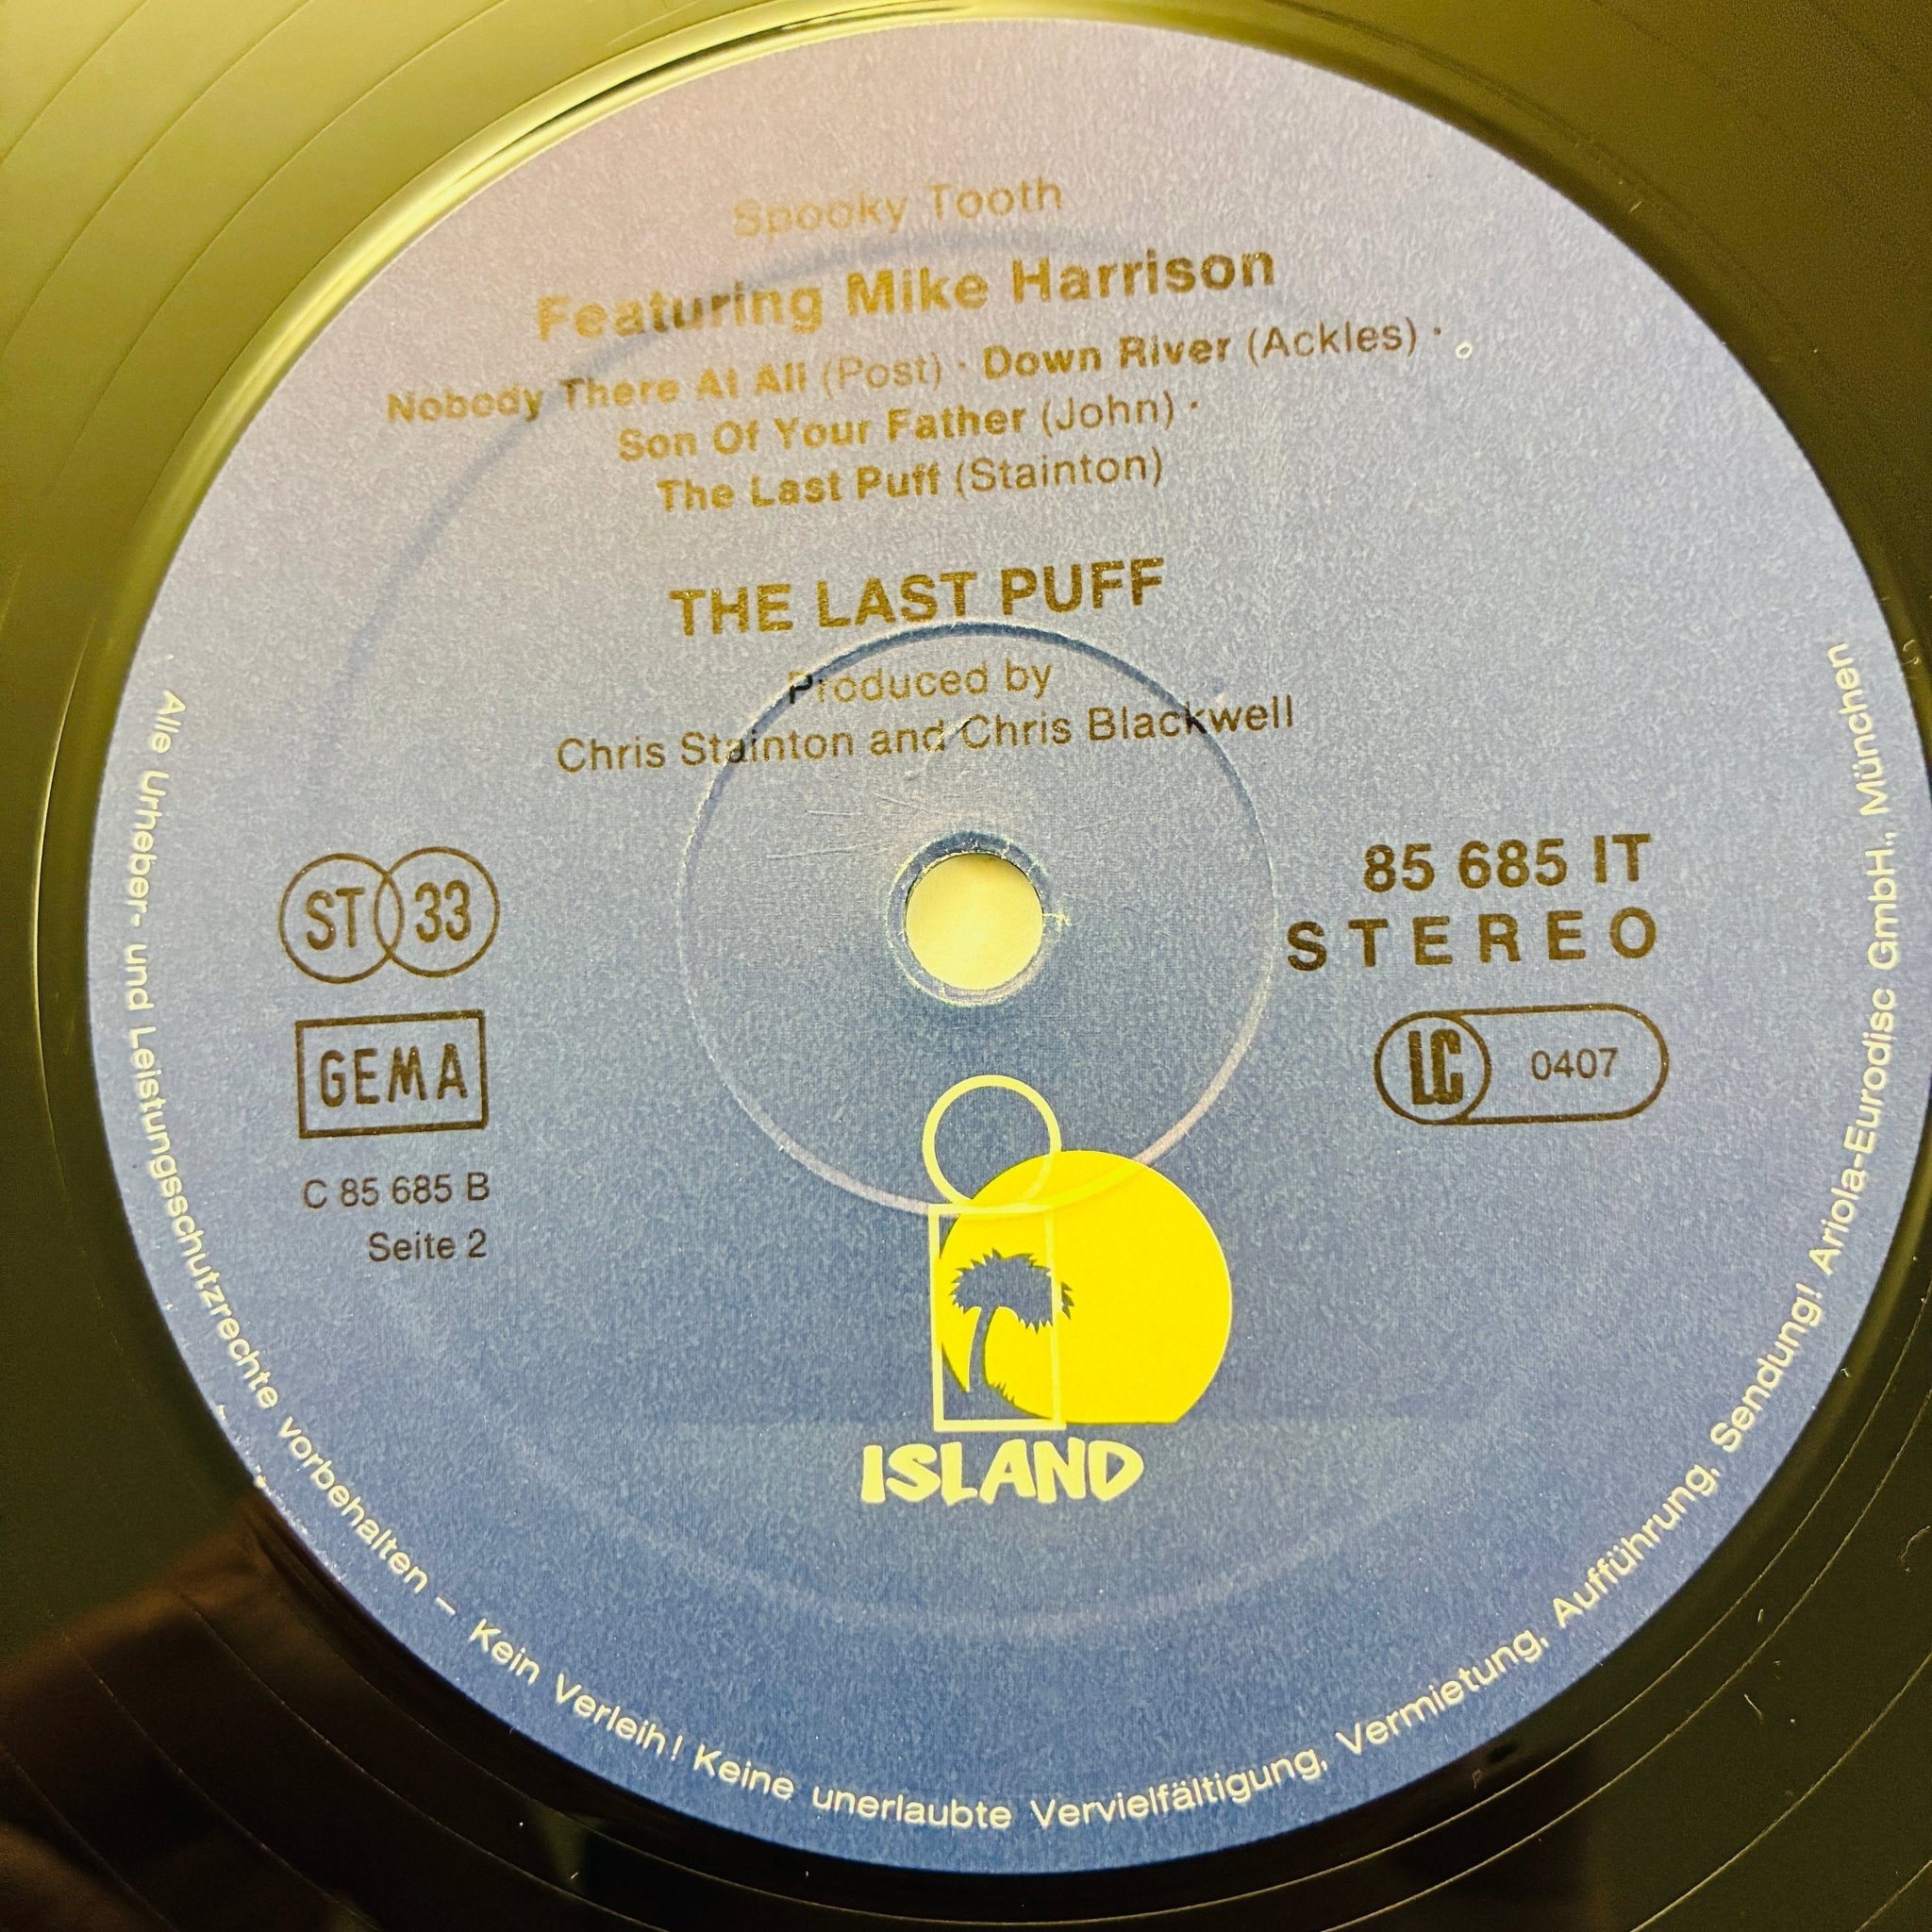 Spooky Tooth
Featuring Mike Harrison
Nobody There At All (Post) · Down River (Ackles) ·
Son Of Your Father (John) ·
The Last Puff (Stainton)
THE LAST PUFF
Produced by
Chris Stainton and Chris Blackwell
ST 33
GEMA
C 85 685 B
Seite 2
85 685 IT
STEREO
LC 0407
ISLAND
Alle Urheber- und Leistungsschutzrechte vorbehalten – Kein Verleih! Keine unerlaubte Vervielfältigung, Vermietung, Aufführung, Sendung! Ariola-Eurodisc GmbH., München